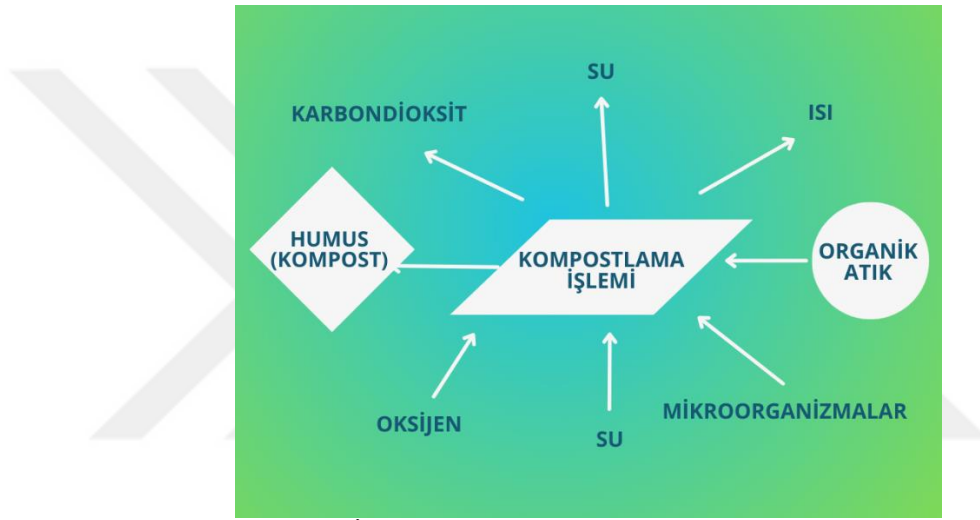 SU
KARBONDİOKSİT
ISI
HUMUS
(KOMPOST)
KOMPOSTLAMA
İŞLEMİ
ORGANİK
ATIK
OKSİJEN
SU
MİKROORGANİZMALAR